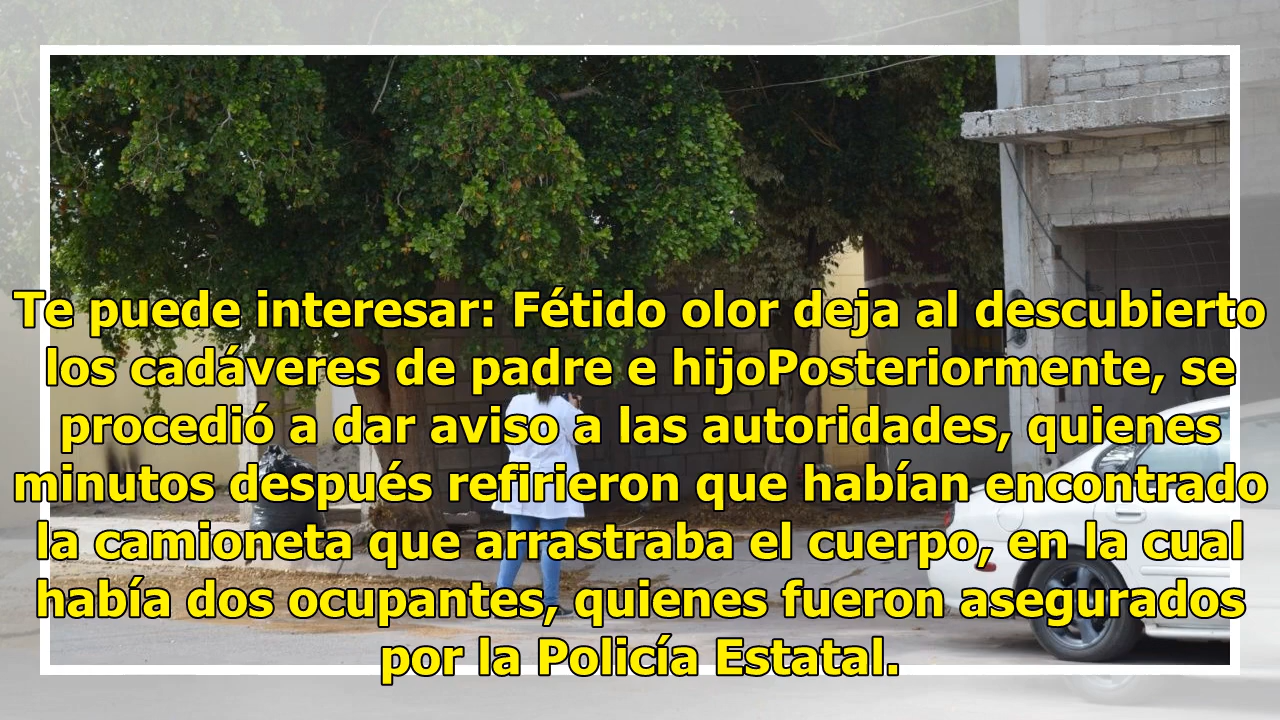 Te puede interesar: Fétido olor deja al descubierto
los cadáveres de padre e hijoPosteriormente, se
procedió a dar aviso a las autoridades, quienes
minutos después refirieron que habían encontrado
la camioneta que arrastraba el cuerpo, en la cual
había dos ocupantes, quienes fueron asegurados
por la Policía Estatal.